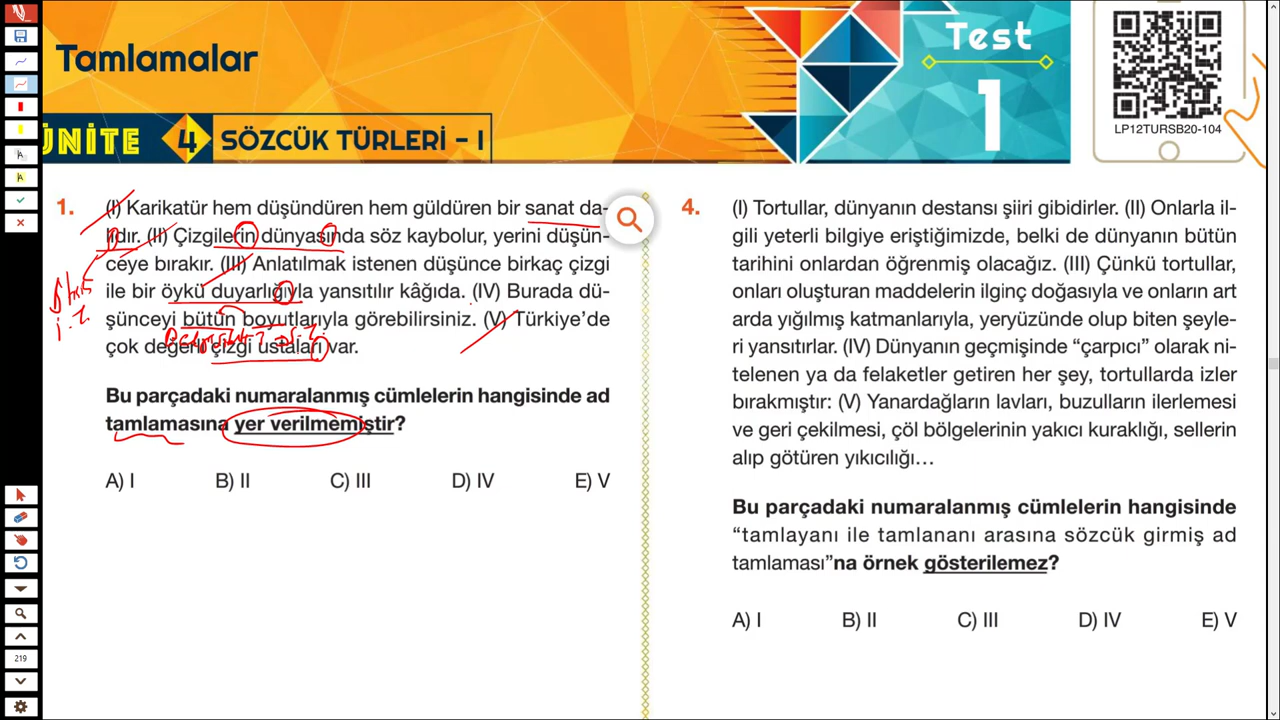 Tamlamalar
Test
1
LP12TURSB20-104
ÜNİTE 4 SÖZCÜK TÜRLERİ – I
1. (I) Karikatür hem düşündüren hem güldüren bir sanat da-
lıdır. (II) Çizgilerin dünyasında söz kaybolur, yerini düşün-
ceye bırakır. (III) Anlatılmak istenen düşünce birkaç çizgi
ile bir öykü duyarlığıyla yansıtılır kâğıda. (IV) Burada dü-
şünceyi bütün boyutlarıyla görebilirsiniz. (V) Türkiye’de
çok değerli çizgi ustaları var.
Bu parçadaki numaralanmış cümlelerin hangisinde ad
tamlamasına yer verilmemiştir?
A) I B) II C) III D) IV E) V
4. (I) Tortullar, dünyanın destansı şiiri gibidirler. (II) Onlarla il-
gili yeterli bilgiye eriştiğimizde, belki de dünyanın bütün
tarihini onlardan öğrenmiş olacağız. (III) Çünkü tortullar,
onları oluşturan maddelerin ilginç doğasıyla ve onların art
arda yığılmış katmanlarıyla, yeryüzünde olup biten şeyle-
ri yansıtırlar. (IV) Dünyanın geçmişinde “çarpıcı” olarak ni-
telenen ya da felaketler getiren her şey, tortullarda izler
bırakmıştır: (V) Yanardağların lavları, buzulların ilerlemesi
ve geri çekilmesi, çöl bölgelerinin yakıcı kuraklığı, sellerin
alıp götüren yıkıcılığı...
Bu parçadaki numaralanmış cümlelerin hangisinde
“tamlayanı ile tamlananı arasına sözcük girmiş ad
tamlaması”na örnek gösterilemez?
A) I B) II C) III D) IV E) V
219